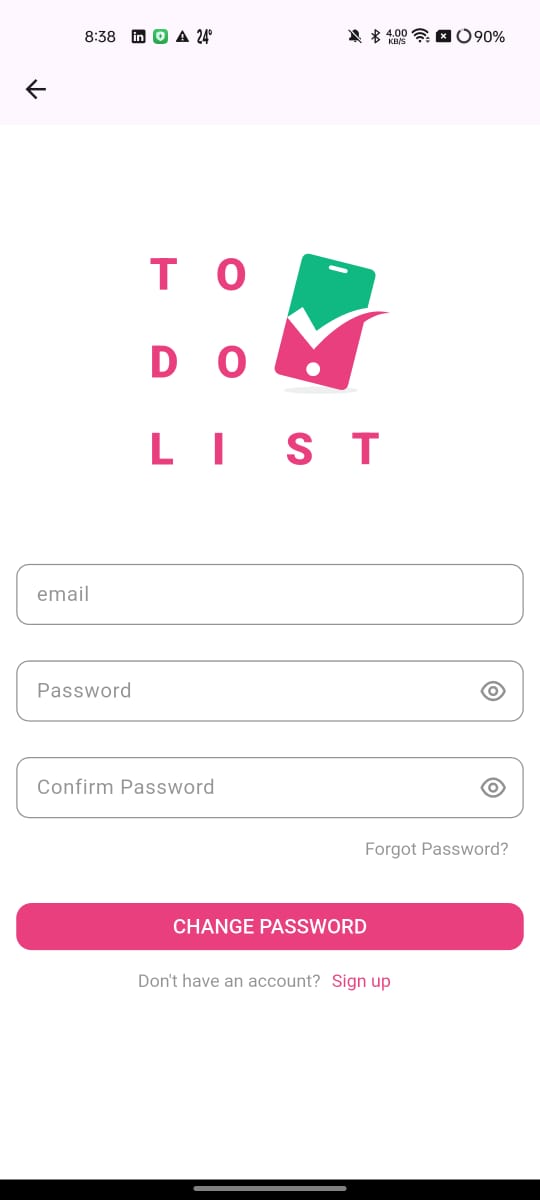 8:38 in 24° 4.00 KB/S 90%
T O
D O
L I S T
email
Password
Confirm Password
Forgot Password?
CHANGE PASSWORD
Don't have an account? Sign up